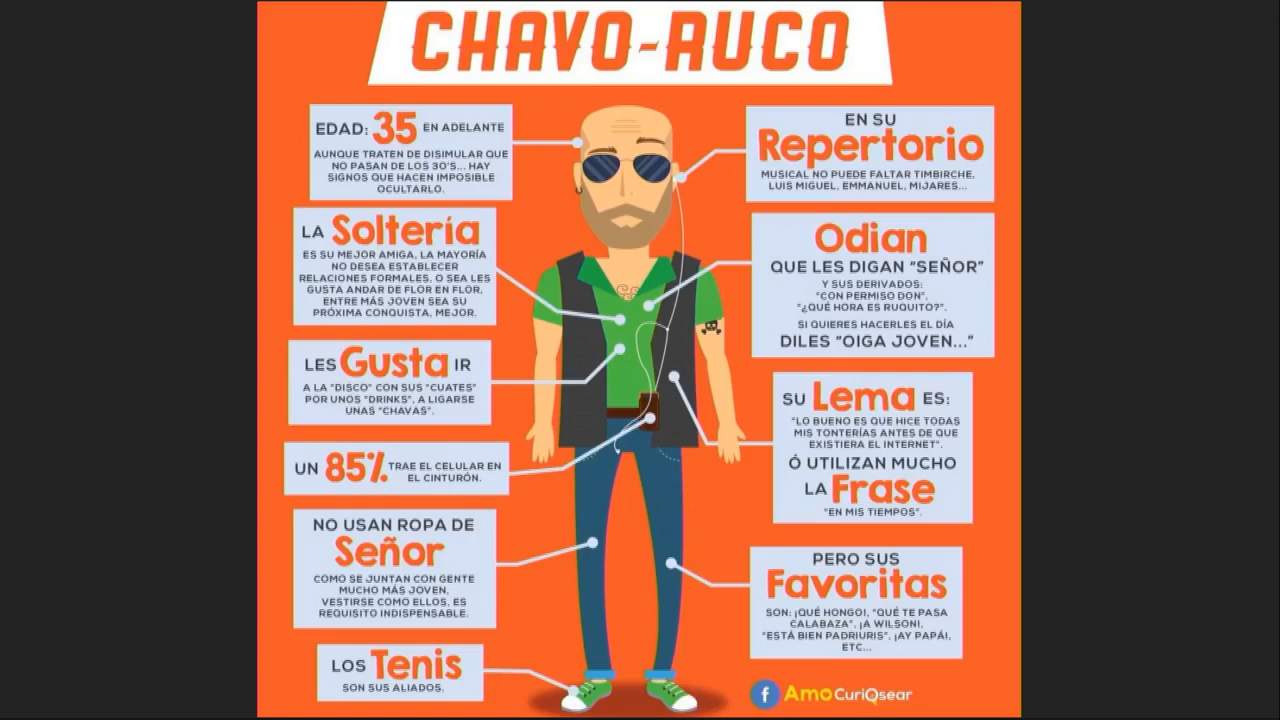 CHAVO-RUCO
EDAD: 35 EN ADELANTE
AUNQUE TRATEN DE DISIMULAR QUE
NO PASAN DE LOS 30'S... HAY
SIGNOS QUE HACEN IMPOSIBLE
OCULTARLO.
LA Soltería
ES SU MEJOR AMIGA, LA MAYORÍA
NO DESEA ESTABLECER
RELACIONES FORMALES, O SEA LES
GUSTA ANDAR DE FLOR EN FLOR,
ENTRE MÁS JOVEN SEA SU
PRÓXIMA CONQUISTA, MEJOR.
LES Gusta IR
A LA "DISCO" CON SUS "CUATES"
POR UNOS "DRINKS", A LIGARSE
UNAS "CHAVAS".
UN 85% TRAE EL CELULAR EN
EL CINTURÓN.
NO USAN ROPA DE
Señor
COMO SE JUNTAN CON GENTE
MUCHO MÁS JOVEN,
VESTIRSE COMO ELLOS, ES
REQUISITO INDISPENSABLE.
LOS Tenis
SON SUS ALIADOS.
EN SU
Repertorio
MUSICAL NO PUEDE FALTAR TIMBIRCHE,
LUIS MIGUEL, EMMANUEL, MIJARES...
Odian
QUE LES DIGAN "SEÑOR"
Y SUS DERIVADOS:
"CON PERMISO DON",
"¿QUÉ HORA ES RUQUITO?".
SI QUIERES HACERLES EL DÍA
DILES "OIGA JOVEN..."
SU Lema ES:
"LO BUENO ES QUE HICE TODAS
MIS TONTERÍAS ANTES DE QUE
EXISTIERA EL INTERNET".
Ó UTILIZAN MUCHO
LA Frase
"EN MIS TIEMPOS".
PERO SUS
Favoritas
SON: ¡QUÉ HONGO!, "QUÉ TE PASA
CALABAZA", ¡A WILSON!,
"ESTÁ BIEN PADRIURIS", ¡AY PAPÁ!,
ETC...
f Amo CuriOsear